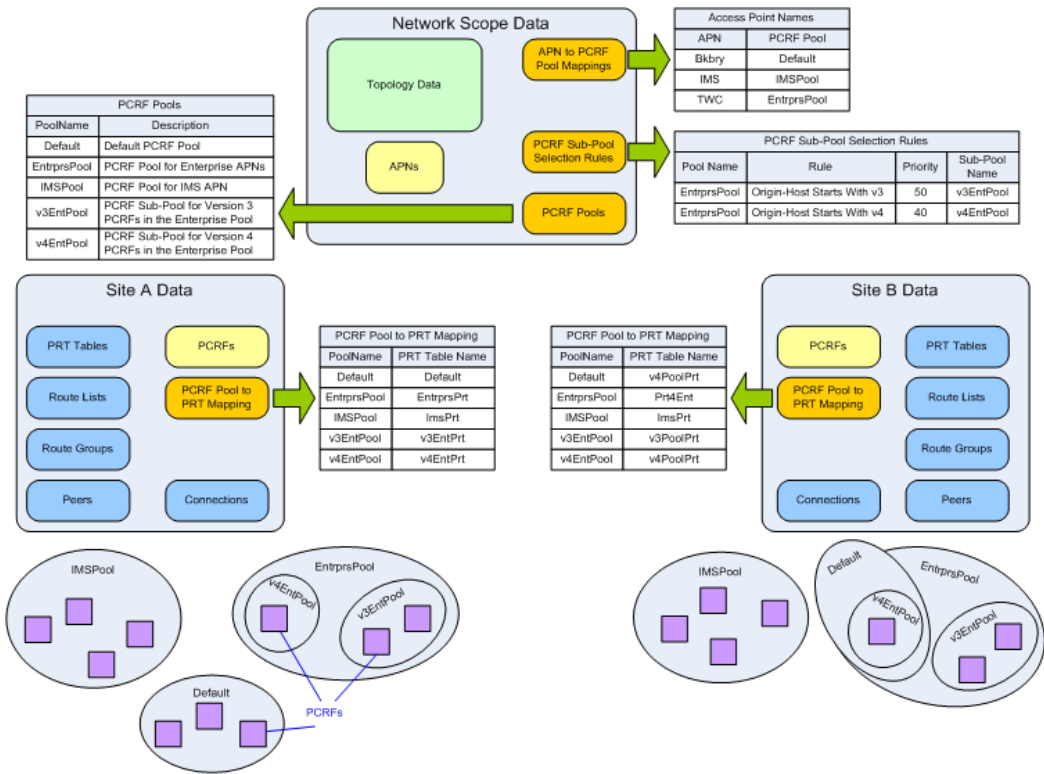 Network Scope Data
Topology Data
APNs
APN to PCRF
Pool Mappings
PCRF Sub-Pool
Selection Rules
PCRF Pools
Access Point Names
APN PCRF Pool
Bkbry Default
IMS IMSPool
TWC EntrprsPool
PCRF Pools
PoolName Description
Default Default PCRF Pool
EntrprsPool PCRF Pool for Enterprise APNs
IMSPool PCRF Pool for IMS APN
v3EntPool PCRF Sub-Pool for Version 3
PCRFs in the Enterprise Pool
v4EntPool PCRF Sub-Pool for Version 4
PCRFs in the Enterprise Pool
PCRF Sub-Pool Selection Rules
Pool Name Rule Priority Sub-Pool
Name
EntrprsPool Origin-Host Starts With v3 50 v3EntPool
EntrprsPool Origin-Host Starts With v4 40 v4EntPool
Site A Data
PRT Tables
PCRFs
Route Lists
PCRF Pool to
PRT Mapping
Route Groups
Peers
Connections
PCRF Pool to PRT Mapping
PoolName PRT Table Name
Default Default
EntrprsPool EntrprsPrt
IMSPool ImsPrt
v3EntPool v3EntPrt
v4EntPool v4EntPrt
PCRF Pool to PRT Mapping
PoolName PRT Table Name
Default v4PoolPrt
EntrprsPool Prt4Ent
IMSPool ImsPrt
v3EntPool v3PoolPrt
v4EntPool v4PoolPrt
Site B Data
PCRFs
PRT Tables
PCRF Pool to
PRT Mapping
Route Lists
Route Groups
Connections
Peers
IMSPool
EntrprsPool
v4EntPool
v3EntPool
Default
PCRFs
IMSPool
Default
EntrprsPool
v4EntPool
v3EntPool